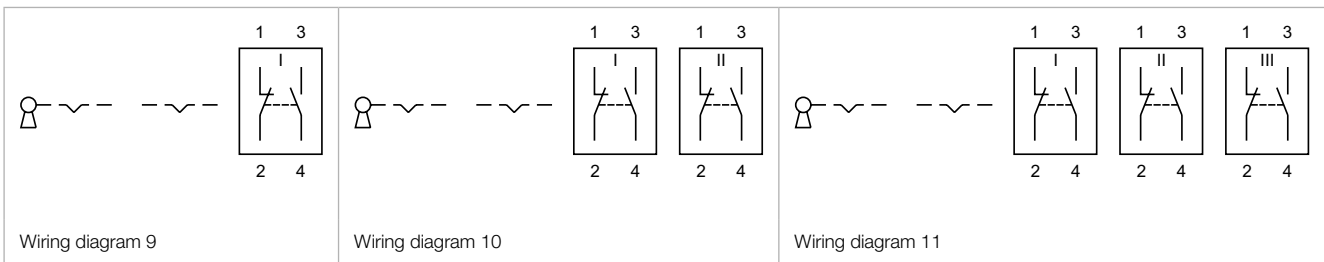 1 3
I
2 4
Wiring diagram 9
1 3 1 3
I II
2 4 2 4
Wiring diagram 10
1 3 1 3 1 3
I II III
2 4 2 4 2 4
Wiring diagram 11